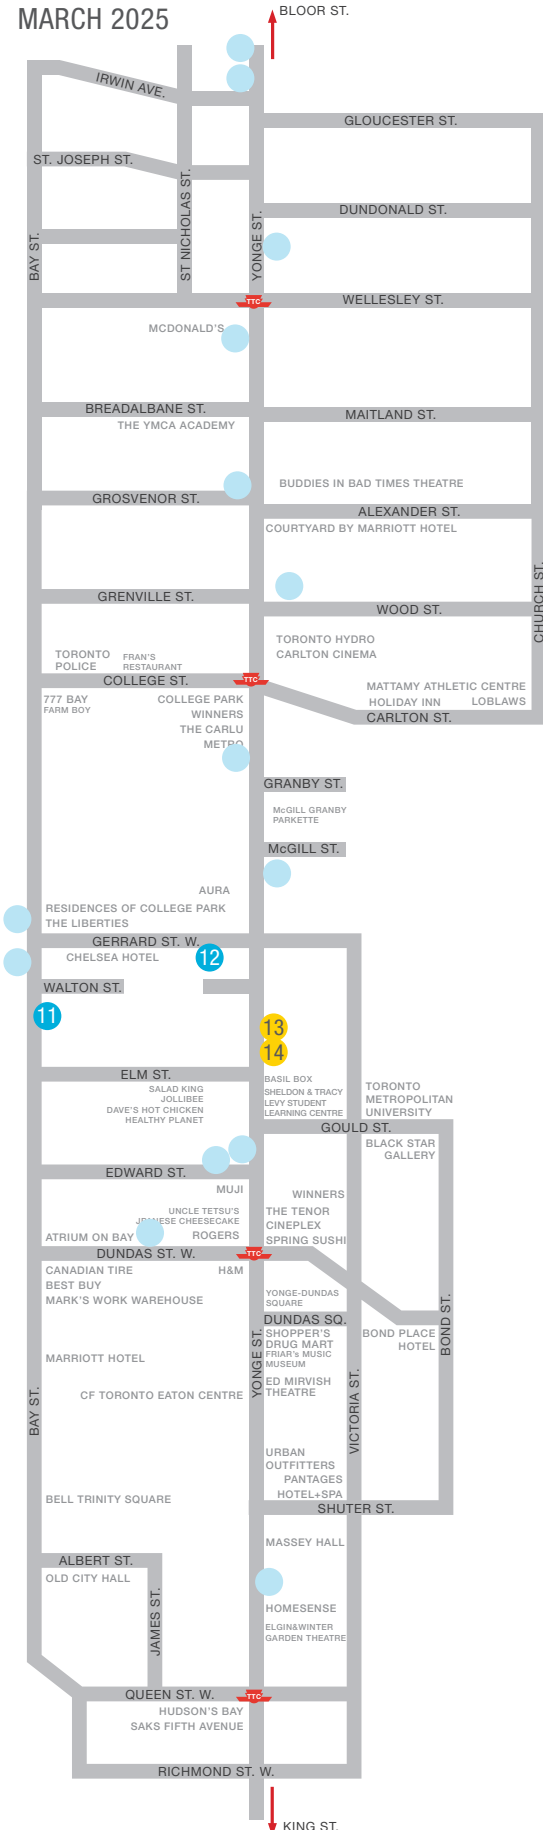 MARCH 2025
BLOOR ST.
IRWIN AVE.
GLOUCESTER ST.
ST. JOSEPH ST.
ST NICHOLAS ST.
DUNDONALD ST.
BAY ST.
YONGE ST.
TTC
WELLESLEY ST.
MCDONALD'S
BREADALBANE ST.
MAITLAND ST.
THE YMCA ACADEMY
BUDDIES IN BAD TIMES THEATRE
GROSVENOR ST.
ALEXANDER ST.
COURTYARD BY MARRIOTT HOTEL
CHURCH ST.
GRENVILLE ST.
WOOD ST.
TORONTO HYDRO
CARLTON CINEMA
TORONTO
POLICE
FRAN'S
RESTAURANT
COLLEGE ST.
TTC
MATTAMY ATHLETIC CENTRE
HOLIDAY INN
LOBLAWS
CARLTON ST.
777 BAY
FARM BOY
COLLEGE PARK
WINNERS
THE CARLU
METRO
GRANBY ST.
McGILL GRANBY
PARKETTE
McGILL ST.
AURA
RESIDENCES OF COLLEGE PARK
THE LIBERTIES
GERRARD ST. W.
CHELSEA HOTEL
12
WALTON ST.
11
13
14
ELM ST.
BASIL BOX
SHELDON & TRACY
LEVY STUDENT
LEARNING CENTRE
TORONTO
METROPOLITAN
UNIVERSITY
SALAD KING
JOLLIBEE
DAVE'S HOT CHICKEN
HEALTHY PLANET
GOULD ST.
BLACK STAR
GALLERY
EDWARD ST.
MUJI
WINNERS
UNCLE TETSU'S
CHEESECAKE
ROGERS
THE TENOR
CINEPLEX
SPRING SUSHI
ATRIUM ON BAY
DUNDAS ST. W.
TTC
CANADIAN TIRE
BEST BUY
MARK'S WORK WAREHOUSE
H&M
YONGE-DUNDAS
SQUARE
DUNDAS SQ.
BOND ST.
SHOPPER'S
DRUG MART
FRIAR's MUSIC
MUSEUM
BOND PLACE
HOTEL
MARRIOTT HOTEL
YONGE ST.
ED MIRVISH
THEATRE
CF TORONTO EATON CENTRE
BAY ST.
VICTORIA ST.
URBAN
OUTFITTERS
PANTAGES
HOTEL+SPA
BELL TRINITY SQUARE
SHUTER ST.
MASSEY HALL
ALBERT ST.
OLD CITY HALL
JAMES ST.
HOMESENSE
ELGIN&WINTER
GARDEN THEATRE
QUEEN ST. W.
TTC
HUDSON'S BAY
SAKS FIFTH AVENUE
RICHMOND ST. W.
KING ST.